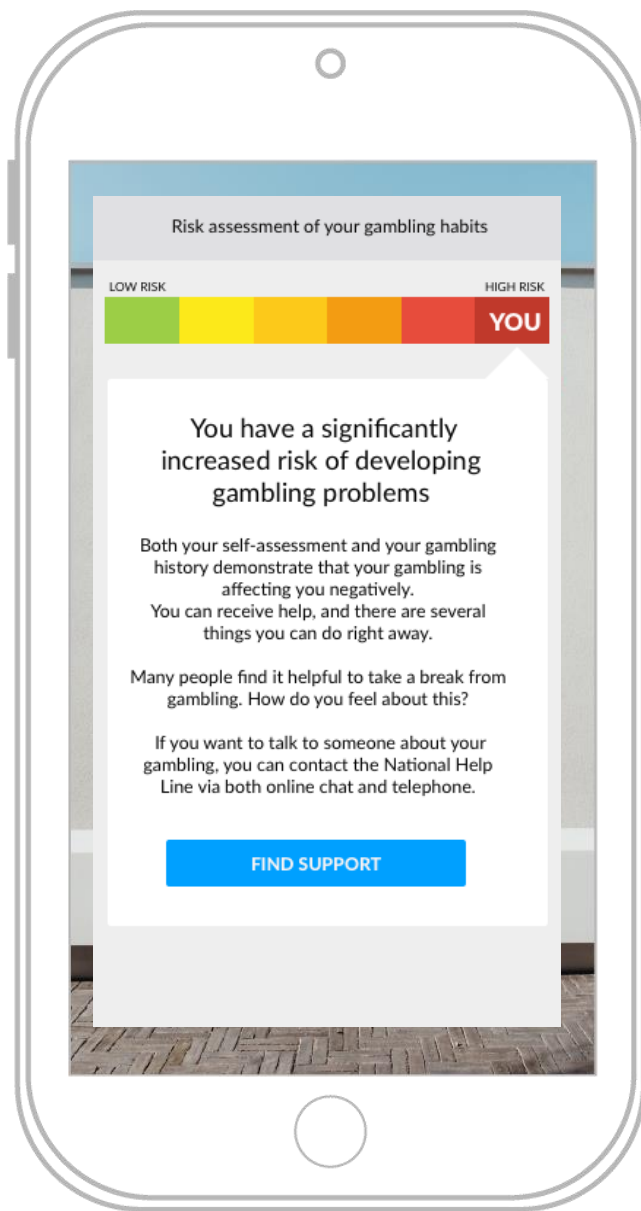 Risk assessment of your gambling habits
LOW RISK
HIGH RISK
YOU
You have a significantly
increased risk of developing
gambling problems
Both your self-assessment and your gambling
history demonstrate that your gambling is
affecting you negatively.
You can receive help, and there are several
things you can do right away.
Many people find it helpful to take a break from
gambling. How do you feel about this?
If you want to talk to someone about your
gambling, you can contact the National Help
Line via both online chat and telephone.
FIND SUPPORT